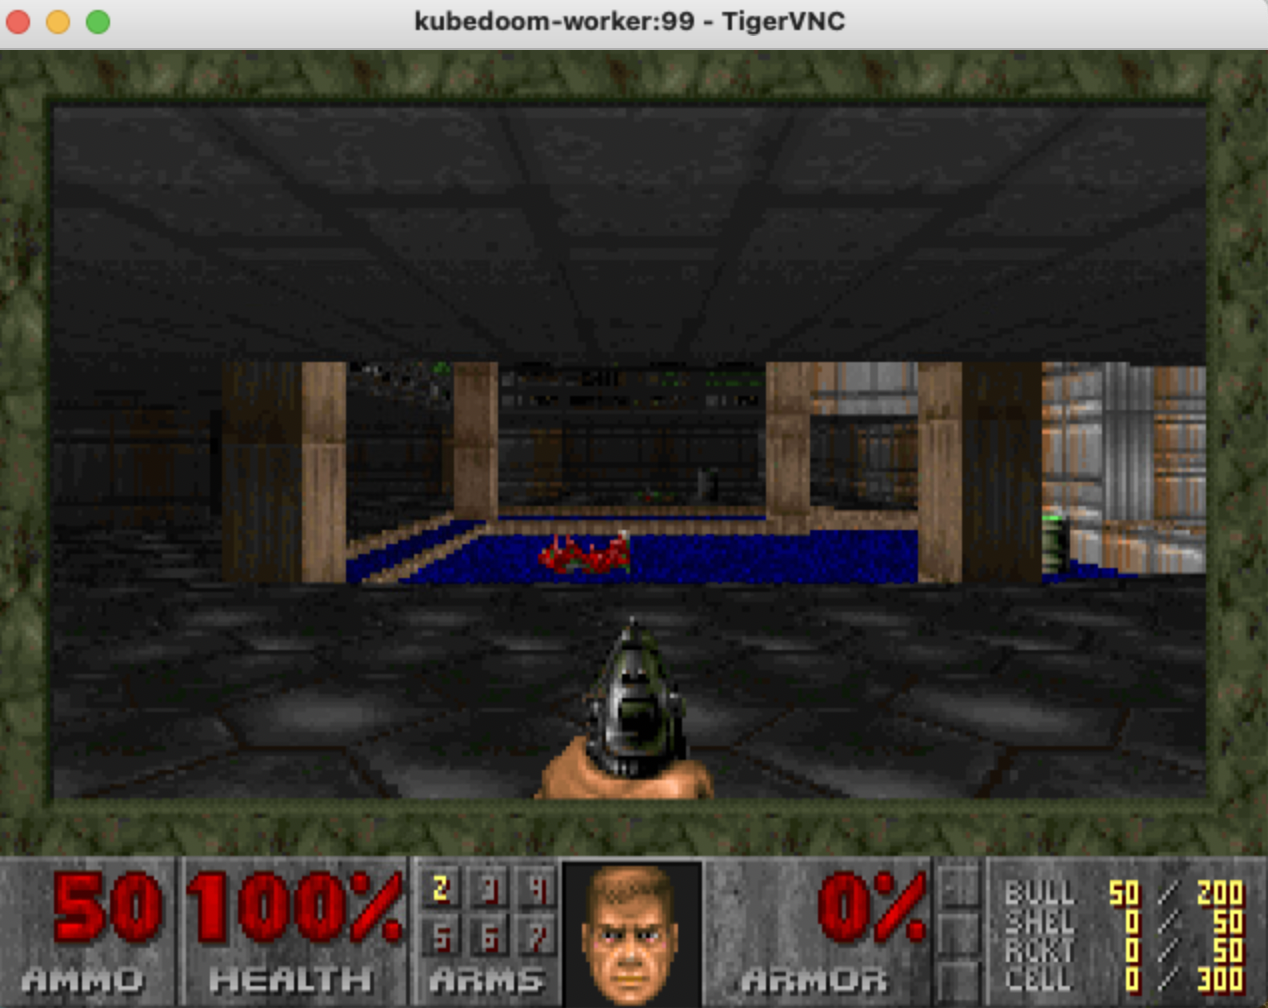 kubedoom-worker:99 - TigerVNC
50 100% 2 3 4 0% BULL 50 / 200
SHEL 0 / 50
5 6 7 RCKT 0 / 50
AMMO HEALTH ARMS ARMOR CELL 0 / 300